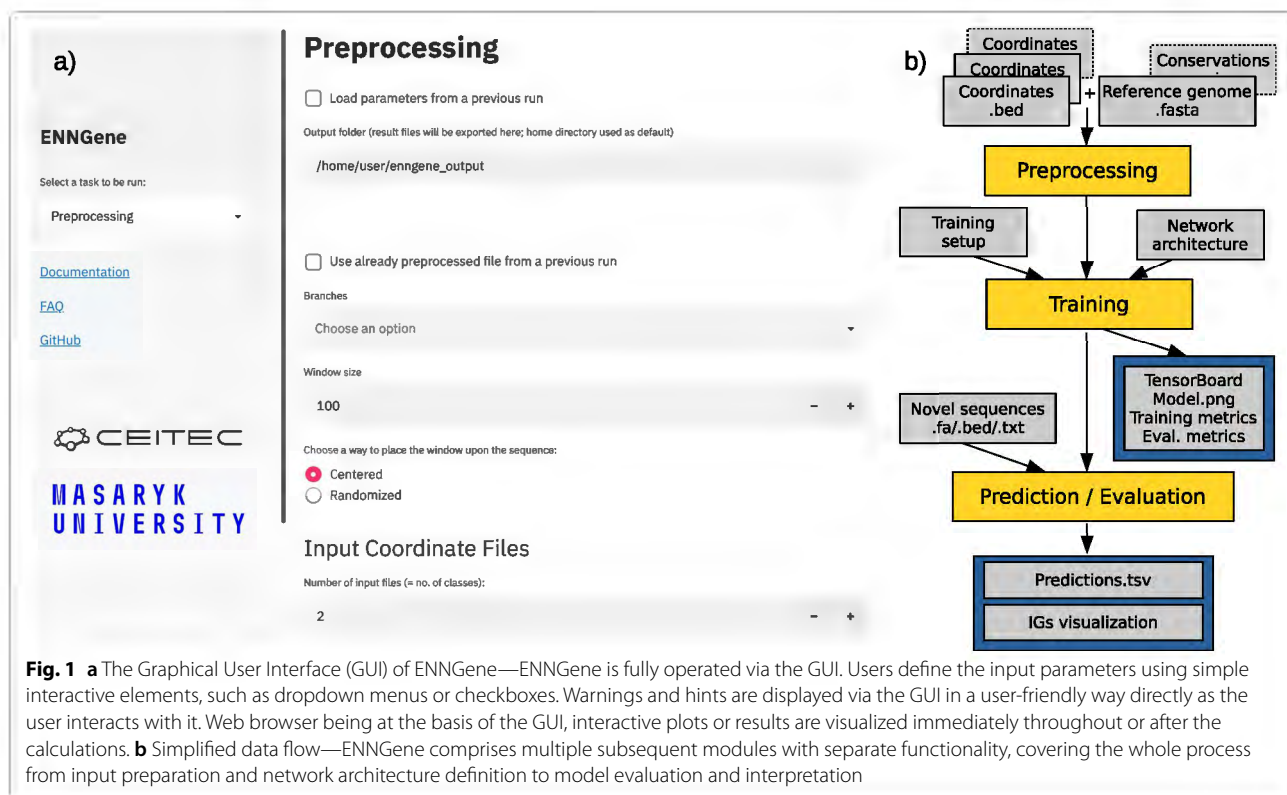 a)
ENNGene
Select a task to be run:
Preprocessing
Documentation
FAQ
GitHub
CEITEC
MASARYK
UNIVERSITY
Preprocessing
Load parameters from a previous run
Output folder (result files will be exported here; home directory used as default)
/home/user/enngene_output
Use already preprocessed file from a previous run
Branches
Choose an option
Window size
100
- +
Choose a way to place the window upon the sequence:
Centered
Randomized
Input Coordinate Files
Number of input files (= no. of classes):
2
- +
b)
Coordinates
Coordinates
Coordinates
.bed
+
Conservations
Reference genome
.fasta
Preprocessing
Training
setup
Network
architecture
Training
TensorBoard
Model.png
Training metrics
Eval. metrics
Novel sequences
.fa/.bed/.txt
Prediction / Evaluation
Predictions.tsv
IGs visualization
Fig. 1 a The Graphical User Interface (GUI) of ENNGene—ENNGene is fully operated via the GUI. Users define the input parameters using simple
interactive elements, such as dropdown menus or checkboxes. Warnings and hints are displayed via the GUI in a user-friendly way directly as the
user interacts with it. Web browser being at the basis of the GUI, interactive plots or results are visualized immediately throughout or after the
calculations. b Simplified data flow—ENNGene comprises multiple subsequent modules with separate functionality, covering the whole process
from input preparation and network architecture definition to model evaluation and interpretation